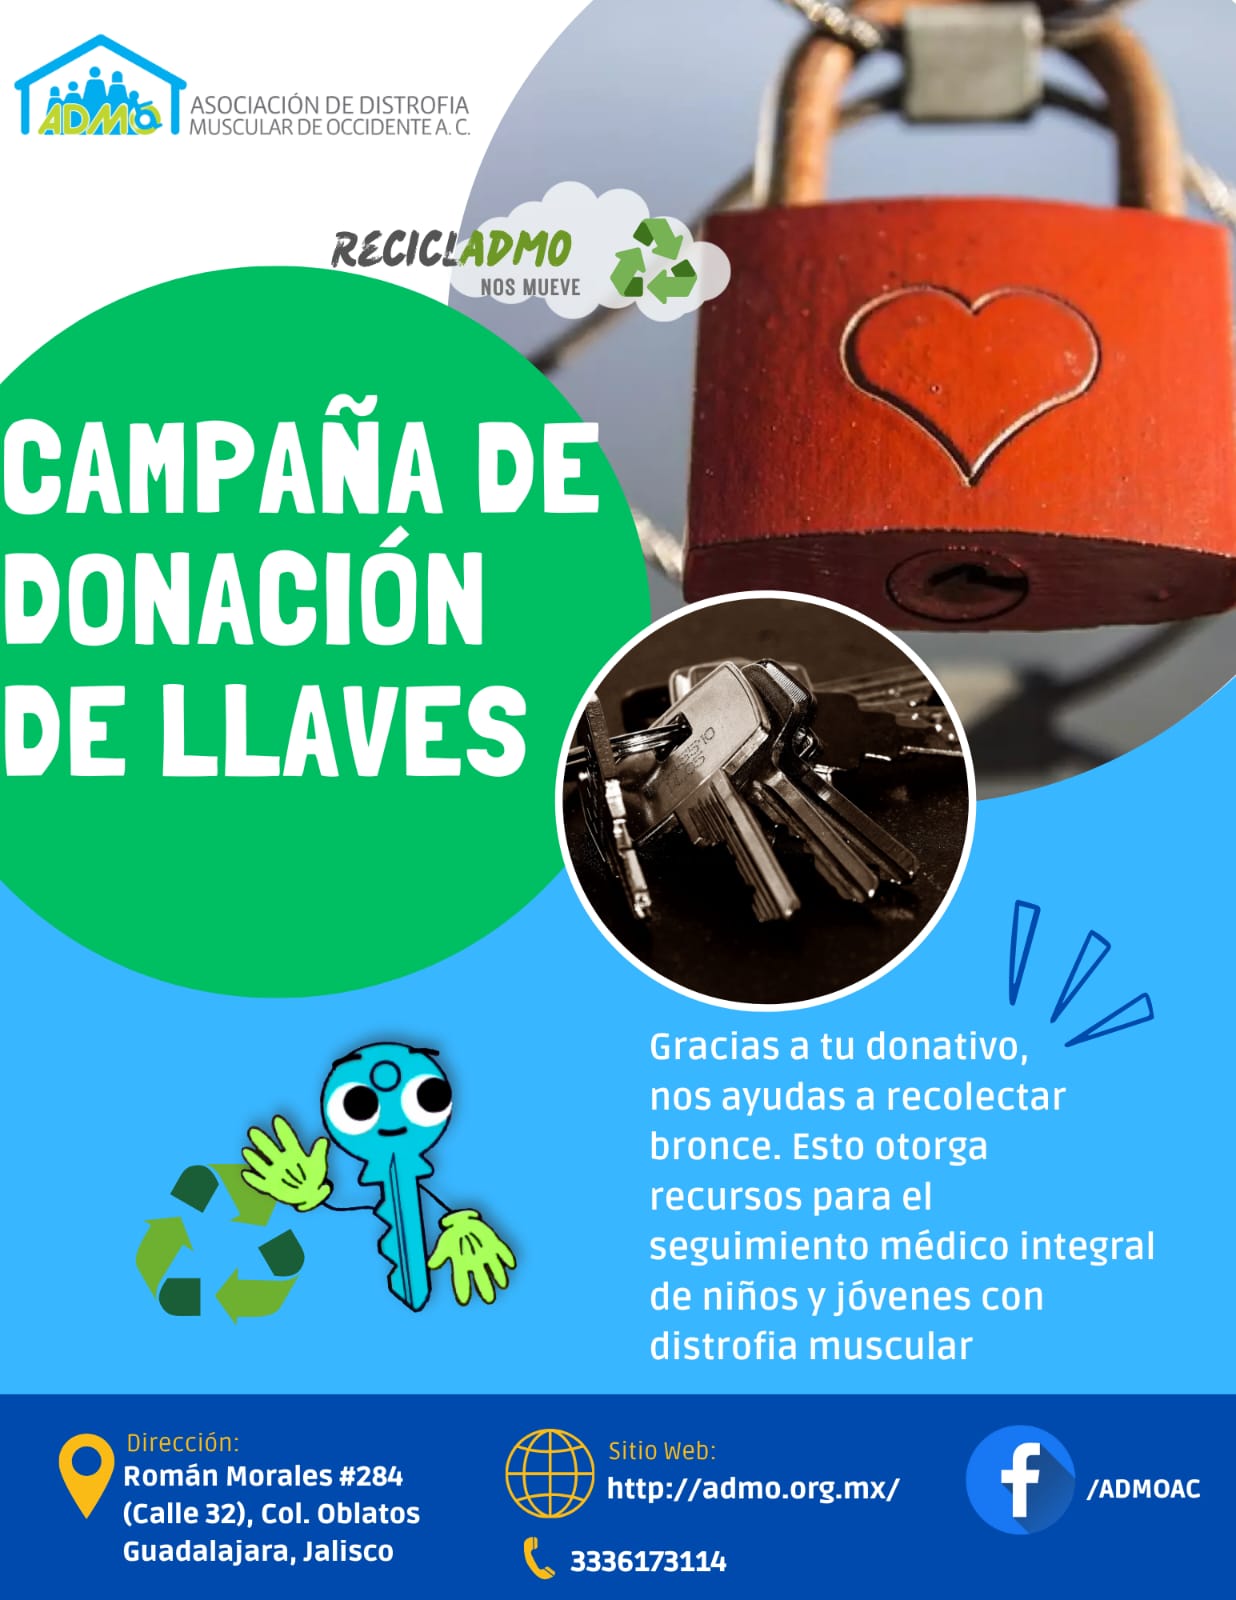 ADMO
ASOCIACIÓN DE DISTROFIA
MUSCULAR DE OCCIDENTE A. C.
RECICLADMO
NOS MUEVE
CAMPAÑA DE
DONACIÓN
DE LLAVES
Gracias a tu donativo,
nos ayudas a recolectar
bronce. Esto otorga
recursos para el
seguimiento médico integral
de niños y jóvenes con
distrofia muscular
Dirección:
Román Morales #284
(Calle 32), Col. Oblatos
Guadalajara, Jalisco
Sitio Web:
http://admo.org.mx/
3336173114
/ADMOAC